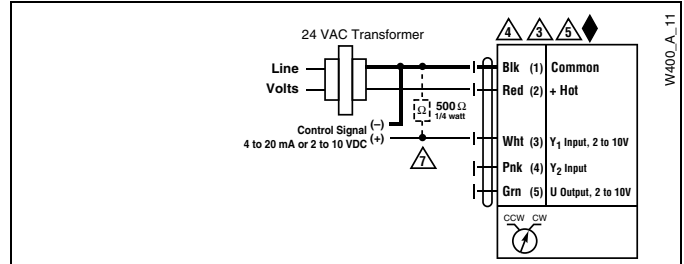 24 VAC Transformer
Line
Volts
4 3 5
W400_A_11
Blk (1) Common
Red (2) + Hot
Ω 500 Ω
1/4 watt
Control Signal (–)
4 to 20 mA or 2 to 10 VDC (+)
7
Wht (3) Y₁ Input, 2 to 10V
Pnk (4) Y₂ Input
Grn (5) U Output, 2 to 10V
CCW CW